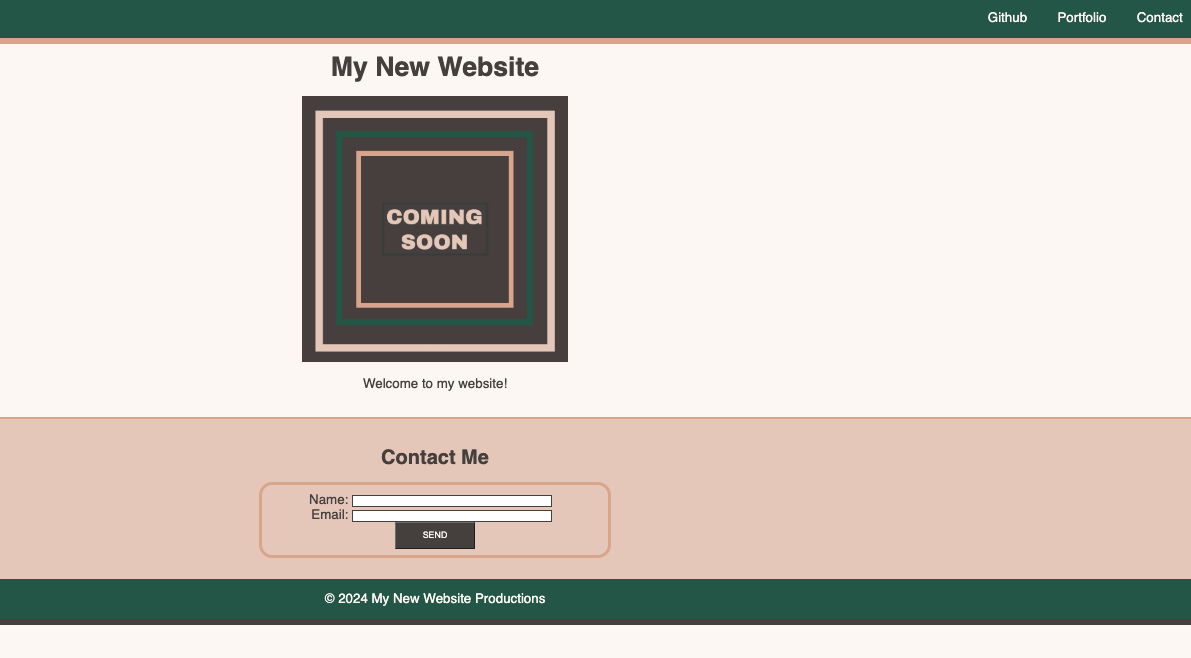 Github Portfolio Contact
My New Website
COMING
SOON
Welcome to my website!
Contact Me
Name:
Email:
SEND
© 2024 My New Website Productions